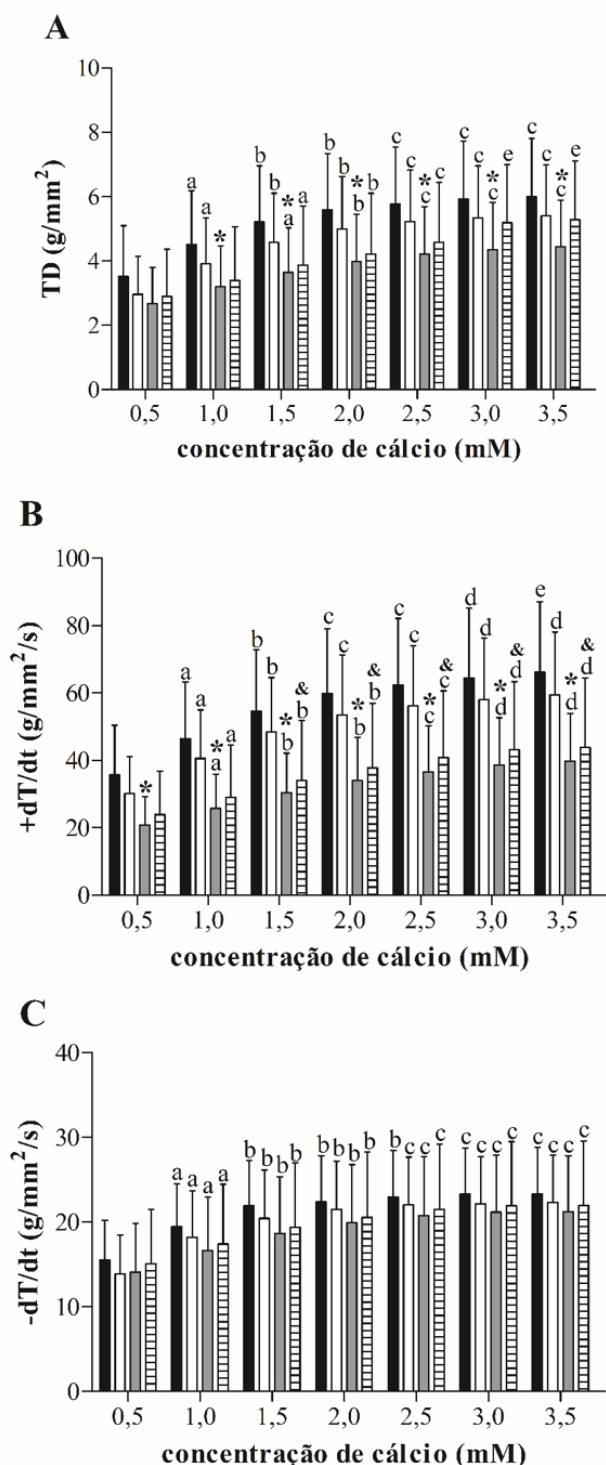 A
10
c c c
b c c c
b b *c c *c e *c e
a b *b *c
a *a a b
*
8
6
4
2
0
TD (g/mm²)
0,5 1,0 1,5 2,0 2,5 3,0 3,5
concentração de cálcio (mM)
B
100
80
60
40
20
0
+dT/dt (g/mm²/s)
* a a *a a b b *b &b c c *b &b c c *c &c d d *d &d e d *d &d
0,5 1,0 1,5 2,0 2,5 3,0 3,5
concentração de cálcio (mM)
C
40
30
20
10
0
-dT/dt (g/mm²/s)
a a a a b b b b b b b b b c c c c c c c c c c c
0,5 1,0 1,5 2,0 2,5 3,0 3,5
concentração de cálcio (mM)